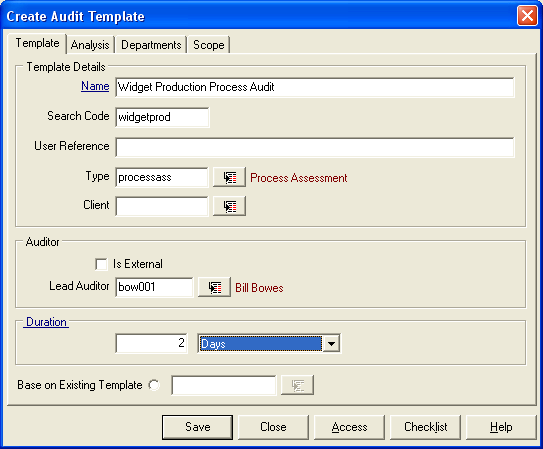 Create Audit Template
Template Analysis Departments Scope
Template Details
Name Widget Production Process Audit
Search Code widgetprod
User Reference
Type processass Process Assessment
Client
Auditor
Is External
Lead Auditor bow001 Bill Bowes
Duration
2 Days
Base on Existing Template
Save Close Access Checklist Help